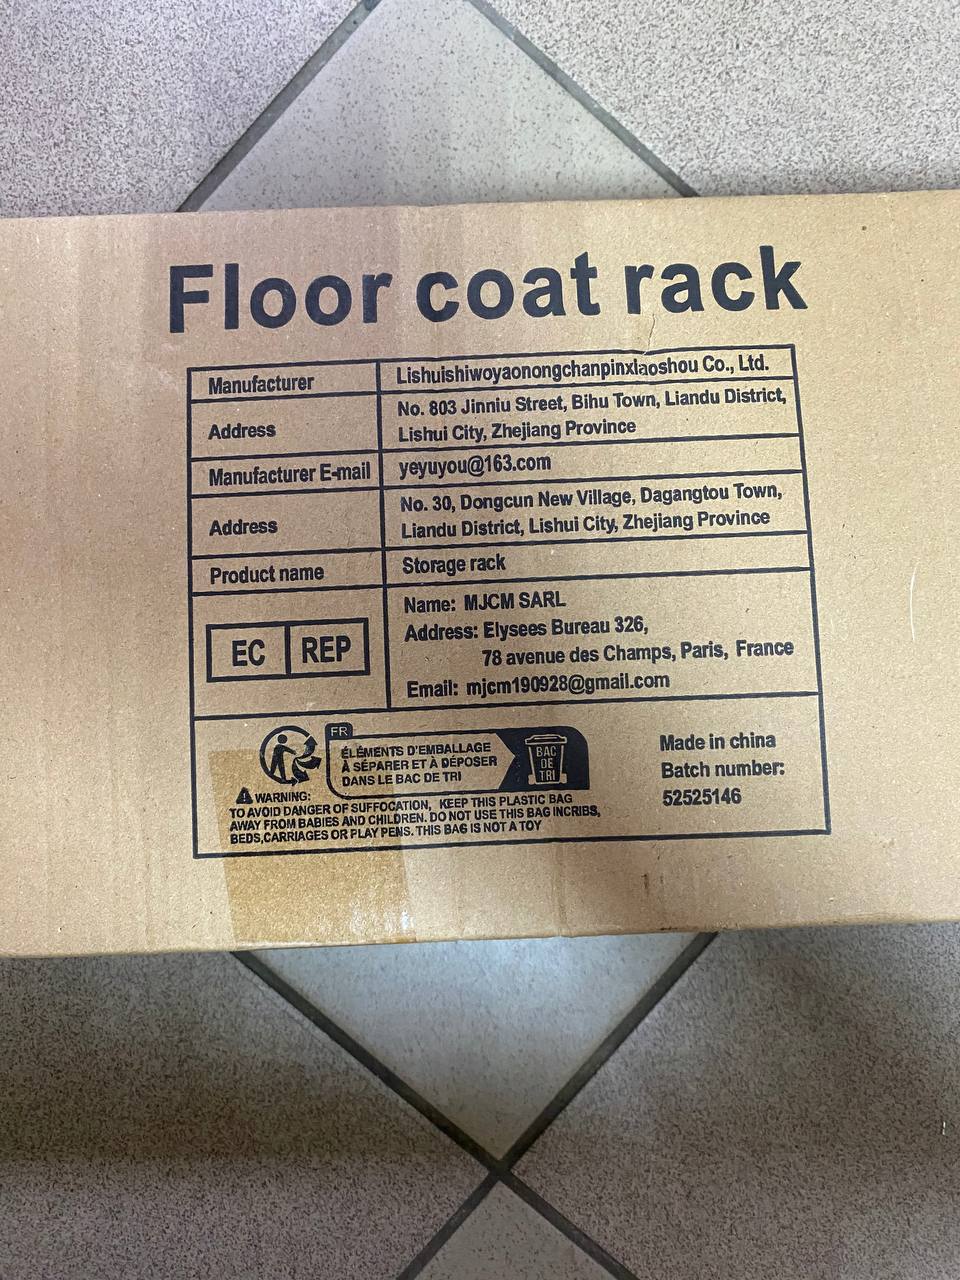 Floor coat rack
Manufacturer
Lishuishiwoyaonongchanpinxlaoshou Co., Ltd.
Address
No. 803 Jinniu Street, Bihu Town, Liandu District,
Lishui City, Zhejiang Province
Manufacturer E-mail
yeyuyou@163.com
Address
No. 30, Dongcun New Village, Dagangtou Town,
Liandu District, Lishui City, Zhejiang Province
Product name
Storage rack
EC REP
Name: MJCM SARL
Address: Elysees Bureau 326,
78 avenue des Champs, Paris, France
Email: mjcm190928@gmail.com
FR
ÉLÉMENTS D'EMBALLAGE
À SÉPARER ET À DÉPOSER
DANS LE BAC DE TRI
BAC
DE
TRI
WARNING:
TO AVOID DANGER OF SUFFOCATION, KEEP THIS PLASTIC BAG
AWAY FROM BABIES AND CHILDREN. DO NOT USE THIS BAG INCRIBS,
BEDS,CARRIAGES OR PLAY PENS. THIS BAG IS NOT A TOY
Made in china
Batch number:
52525146